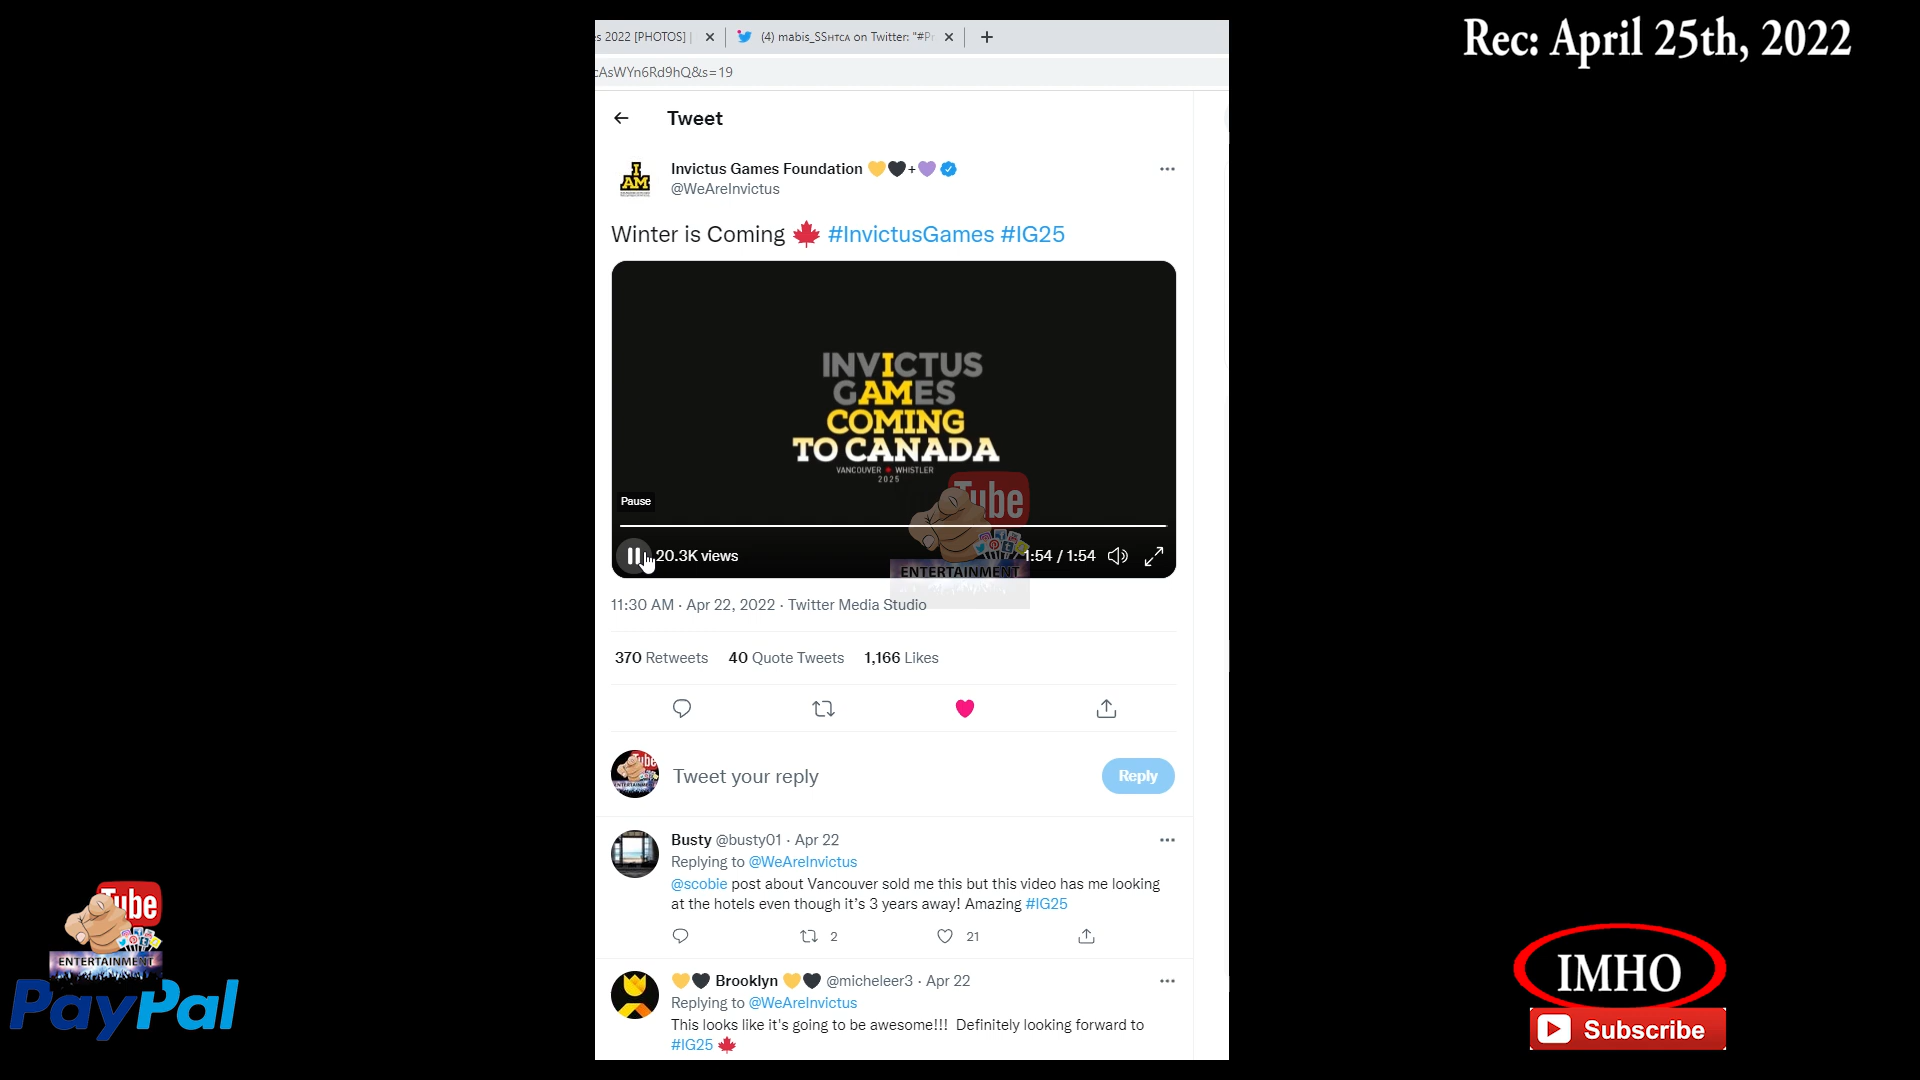 Rec: April 25th, 2022
s 2022 [PHOTOS] |
(4) mabis_SSHTCA on Twitter: "#Pr
cAsWYn6Rd9hQ&s=19
Tweet
Invictus Games Foundation 💛🖤+💜
@WeAreInvictus
Winter is Coming 🍁 #InvictusGames #IG25
INVICTUS
GAMES
COMING
TO CANADA
VANCOUVER WHISTLER
2025
Tube
Pause
20.3K views
1:54 / 1:54
ENTERTAINMENT
11:30 AM · Apr 22, 2022 · Twitter Media Studio
370 Retweets 40 Quote Tweets 1,166 Likes
Tweet your reply
Reply
Busty @busty01 · Apr 22
Replying to @WeAreInvictus
@scobie post about Vancouver sold me this but this video has me looking
at the hotels even though it's 3 years away! Amazing #IG25
2
21
💛🖤 Brooklyn 💛🖤 @micheleer3 · Apr 22
Replying to @WeAreInvictus
This looks like it's going to be awesome!!! Definitely looking forward to
#IG25 🍁
Tube
ENTERTAINMENT
PayPal
IMHO
Subscribe